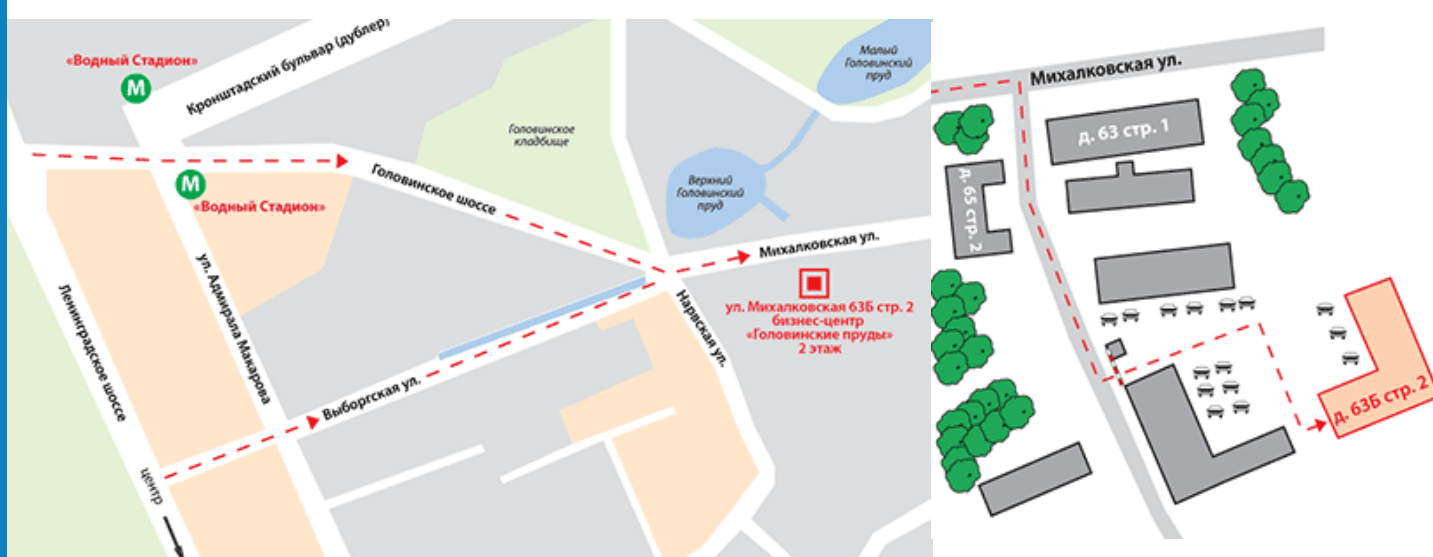 «Водный Стадион»
М
Кронштадский бульвар (дублер)
Малый
Головинский
пруд
Головинское
кладбище
М
«Водный Стадион»
Головинское шоссе
Верхний
Головинский
пруд
Михалковская ул.
ул. Михалковская 63Б стр. 2
бизнес-центр
«Головинские пруды»
2 этаж
Ленинградское шоссе
ул. Адмирала Макарова
Нарвская ул.
Выборгская ул.
центр
Михалковская ул.
д. 63 стр. 1
д. 65 стр. 2
д. 63Б стр. 2